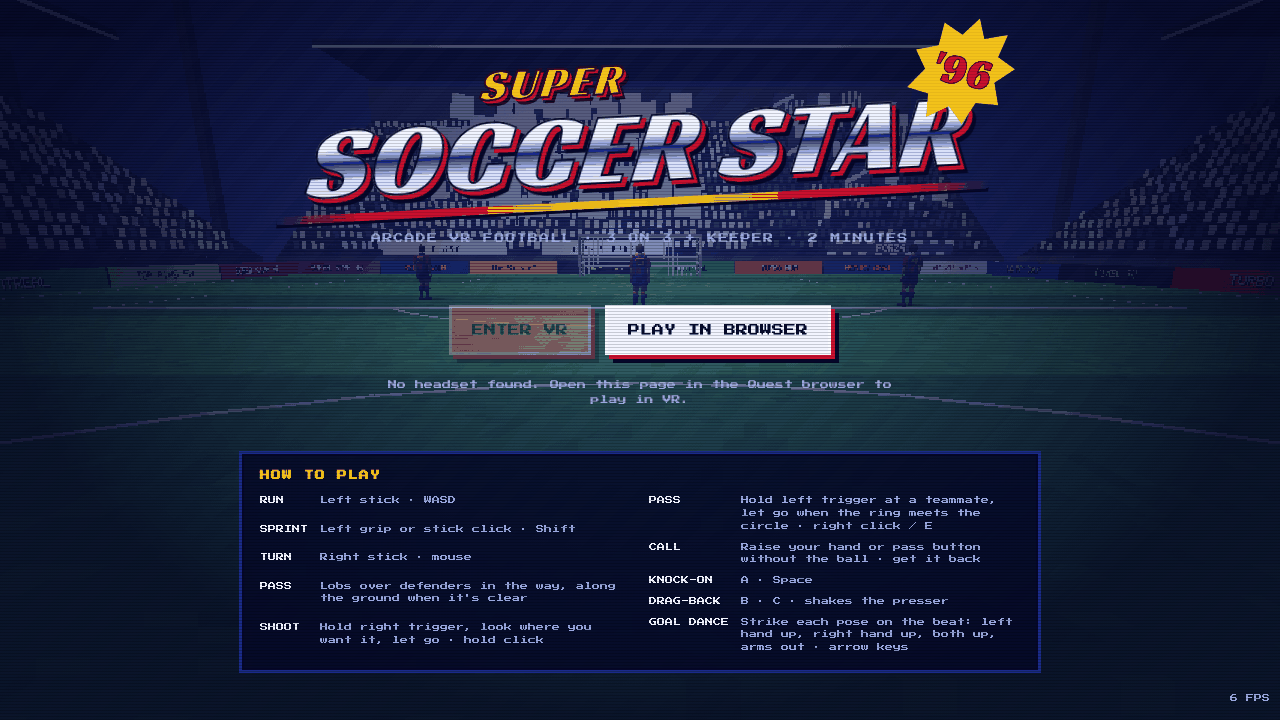 SUPER
SOCCER STAR
'96
ARCADE VR FOOTBALL · 3 ON 3 + KEEPER · 2 MINUTES
TURBO
ENTER VR
PLAY IN BROWSER
No headset found. Open this page in the Quest browser to
play in VR.
HOW TO PLAY
RUN Left stick · WASD
SPRINT Left grip or stick click · Shift
TURN Right stick · mouse
PASS Lobs over defenders in the way, along
the ground when it's clear
SHOOT Hold right trigger, look where you
want it, let go · hold click
PASS Hold left trigger at a teammate,
let go when the ring meets the
circle · right click / E
CALL Raise your hand or pass button
without the ball · get it back
KNOCK-ON A · Space
DRAG-BACK B · C · shakes the presser
GOAL DANCE Strike each pose on the beat: left
hand up, right hand up, both up,
arms out · arrow keys
6 FPS